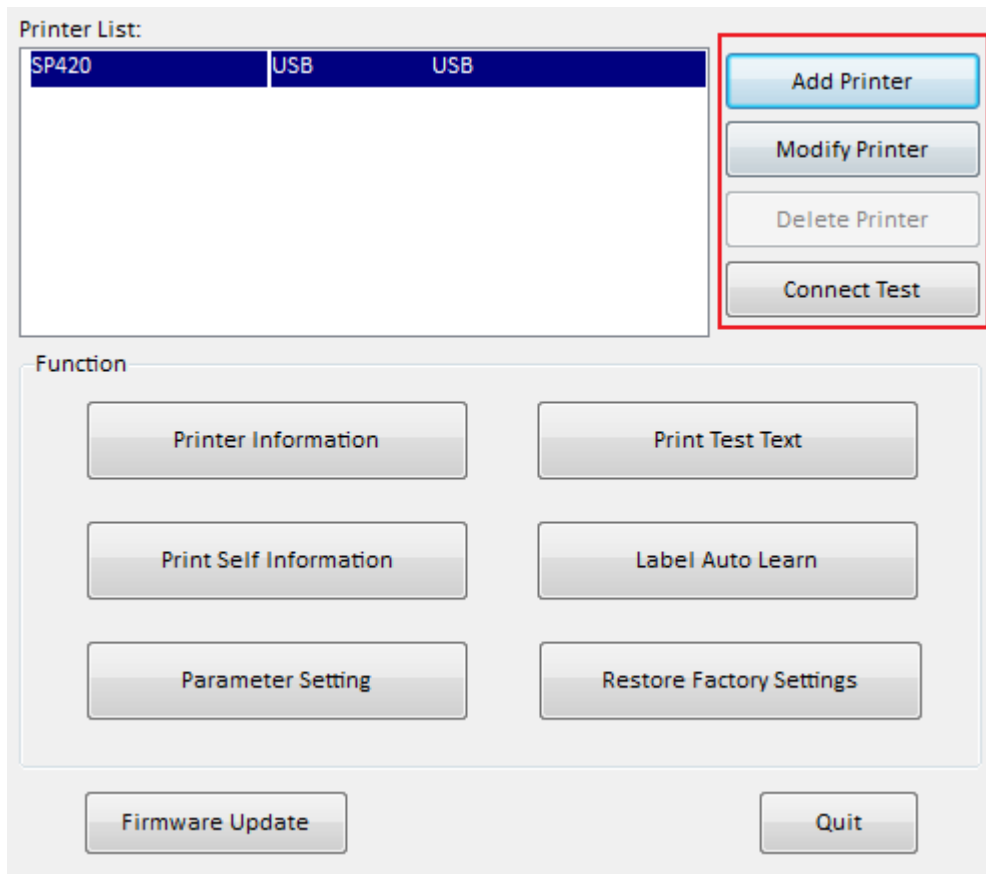 Printer List:
SP420 USB USB
Add Printer
Modify Printer
Delete Printer
Connect Test
Function
Printer Information
Print Test Text
Print Self Information
Label Auto Learn
Parameter Setting
Restore Factory Settings
Firmware Update
Quit